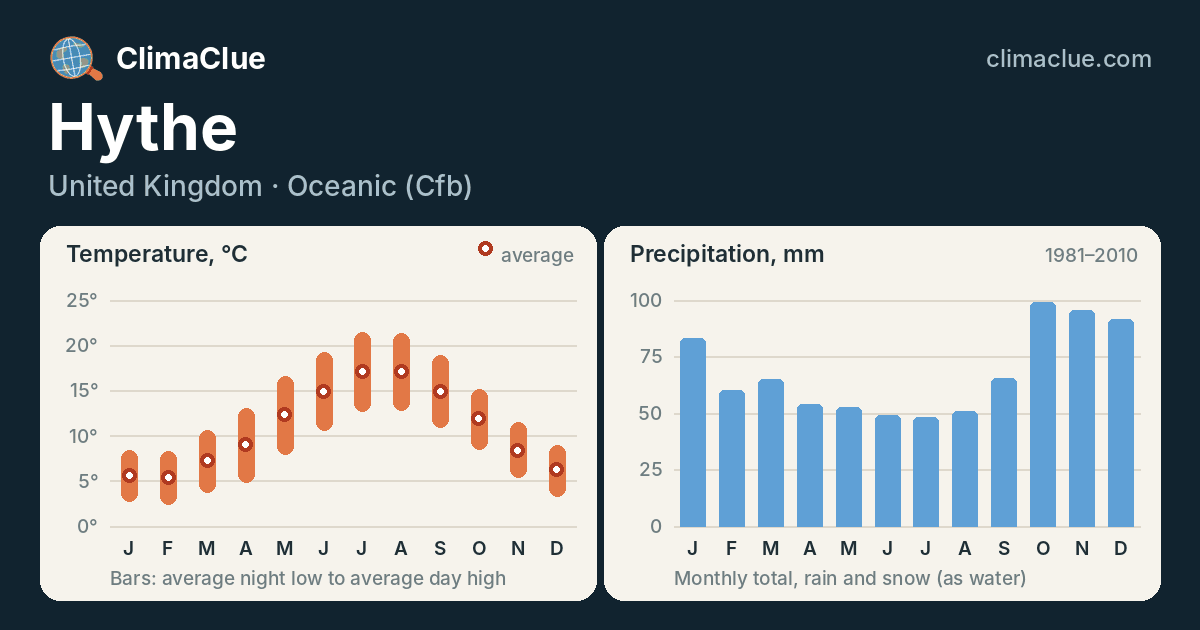 ClimaClue
climaclue.com
Hythe
United Kingdom · Oceanic (Cfb)
Temperature, °C
average
25°
20°
15°
10°
5°
0°
J F M A M J J A S O N D
Bars: average night low to average day high
Precipitation, mm
1981–2010
100
75
50
25
0
J F M A M J J A S O N D
Monthly total, rain and snow (as water)